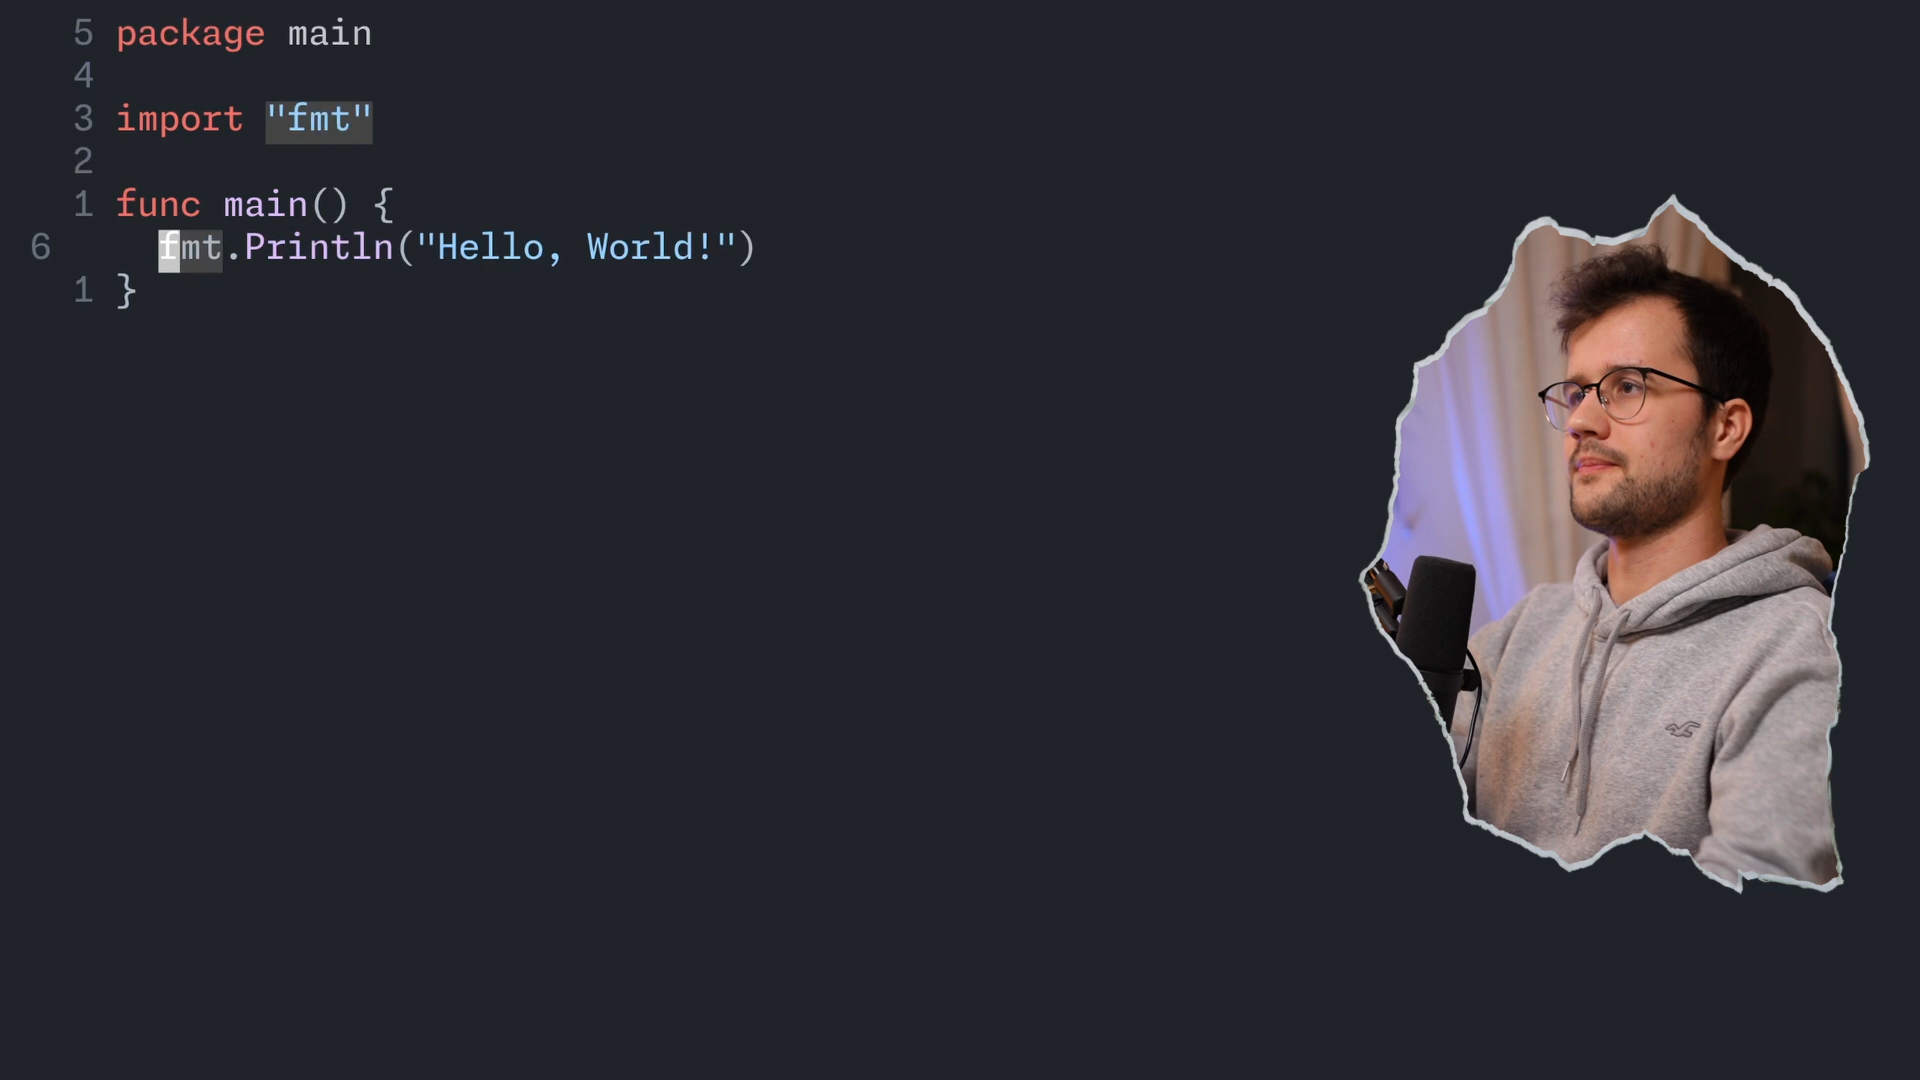 5 package main
4
3 import "fmt"
2
1 func main() {
6 fmt.Println("Hello, World!")
1 }